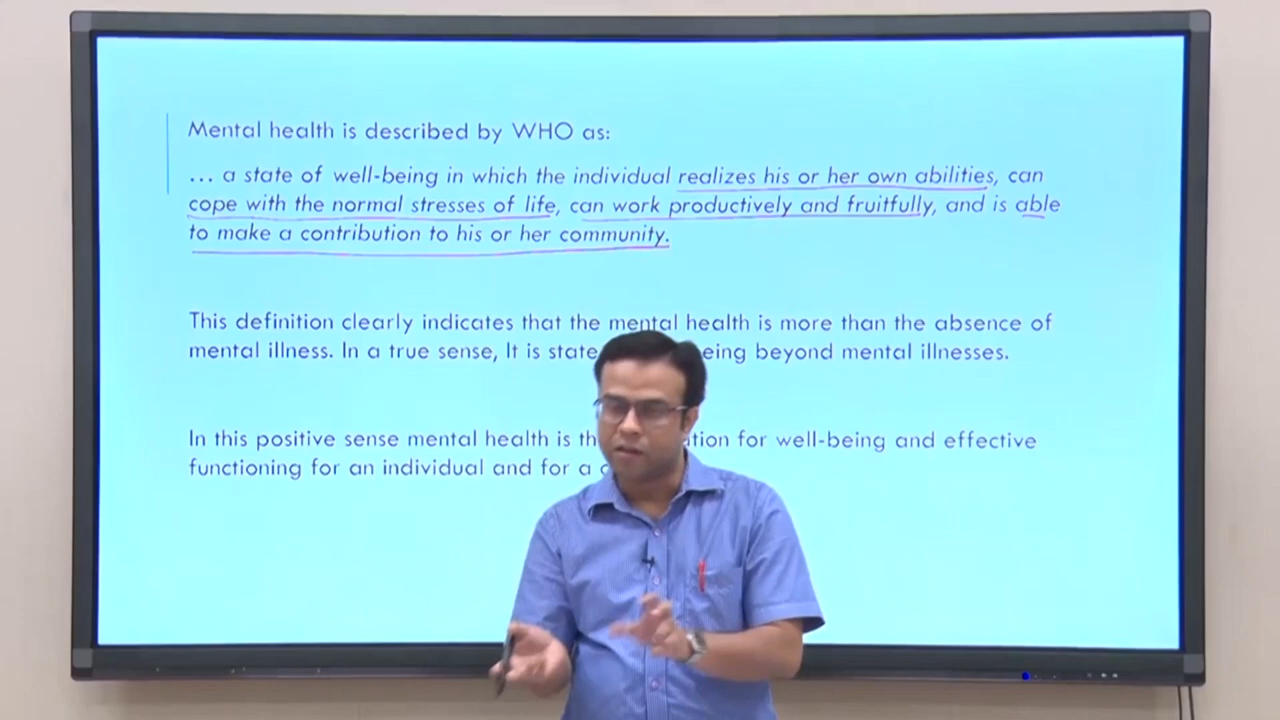 Mental health is described by WHO as:
... a state of well-being in which the individual realizes his or her own abilities, can
cope with the normal stresses of life, can work productively and fruitfully, and is able
to make a contribution to his or her community.
This definition clearly indicates that the mental health is more than the absence of
mental illness. In a true sense, It is state eing beyond mental illnesses.
In this positive sense mental health is th tion for well-being and effective
functioning for an individual and for a